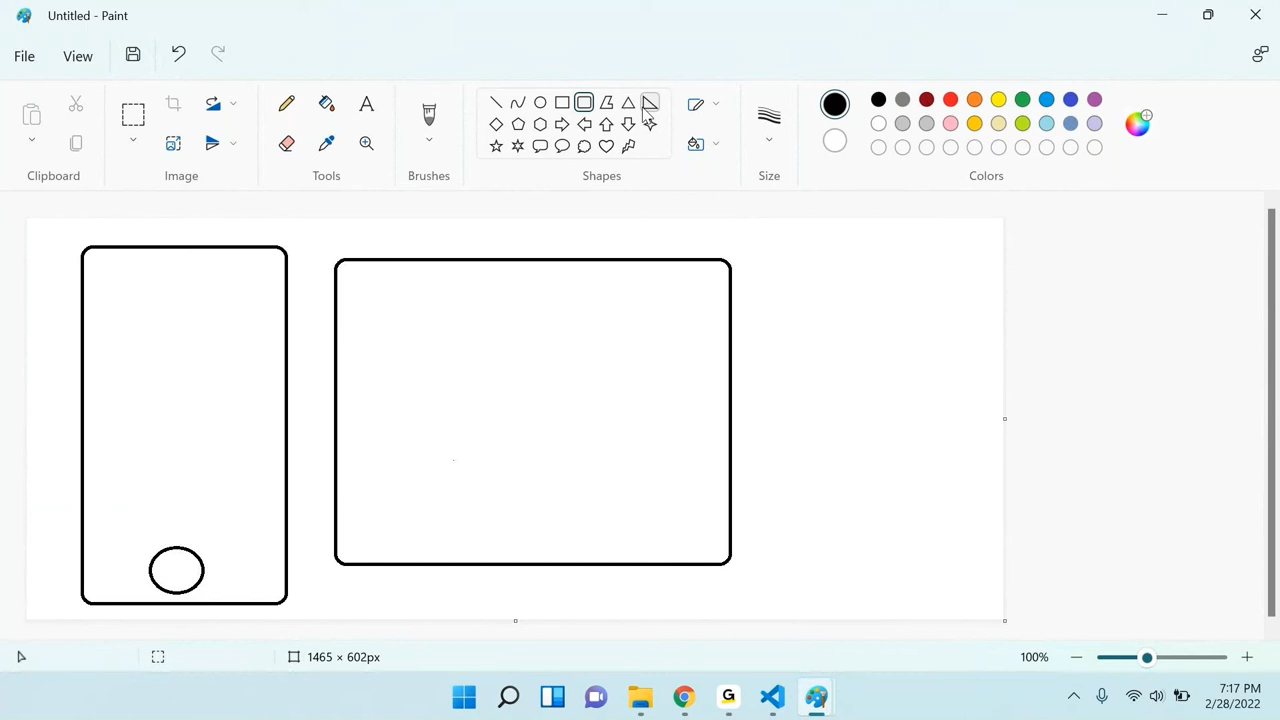 Untitled - Paint
File View
Clipboard Image Tools Brushes Shapes Size Colors
1465 × 602px 100%
7:17 PM
2/28/2022